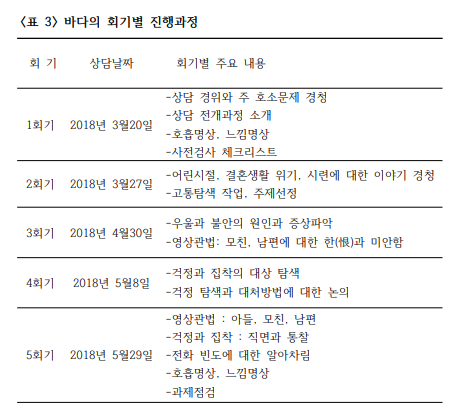 <표 3> 바다의 회기별 진행과정
회 기 상담날짜 회기별 주요 내용
1회기 2018년 3월20일
-상담 경위와 주 호소문제 경청
-상담 전개과정 소개
-호흡명상, 느낌명상
-사전검사 체크리스트
2회기 2018년 3월27일
-어린시절, 결혼생활 위기, 시련에 대한 이야기 경청
-고통탐색 작업, 주제선정
3회기 2018년 4월30일
-우울과 불안의 원인과 증상파악
-영상관법: 모친, 남편에 대한 한(恨)과 미안함
4회기 2018년 5월8일
-걱정과 집착의 대상 탐색
-걱정 탐색과 대처방법에 대한 논의
5회기 2018년 5월29일
-영상관법 : 아들, 모친, 남편
-걱정과 집착 : 직면과 통찰
-전화 빈도에 대한 알아차림
-호흡명상, 느낌명상
-과제점검